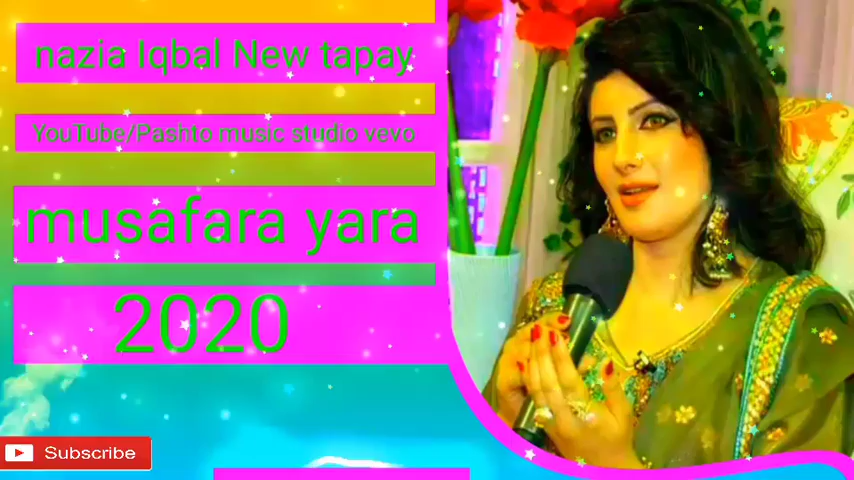 nazia Iqbal New tapay
YouTube/Pashto music studio vevo
musafara yara
2020
Subscribe